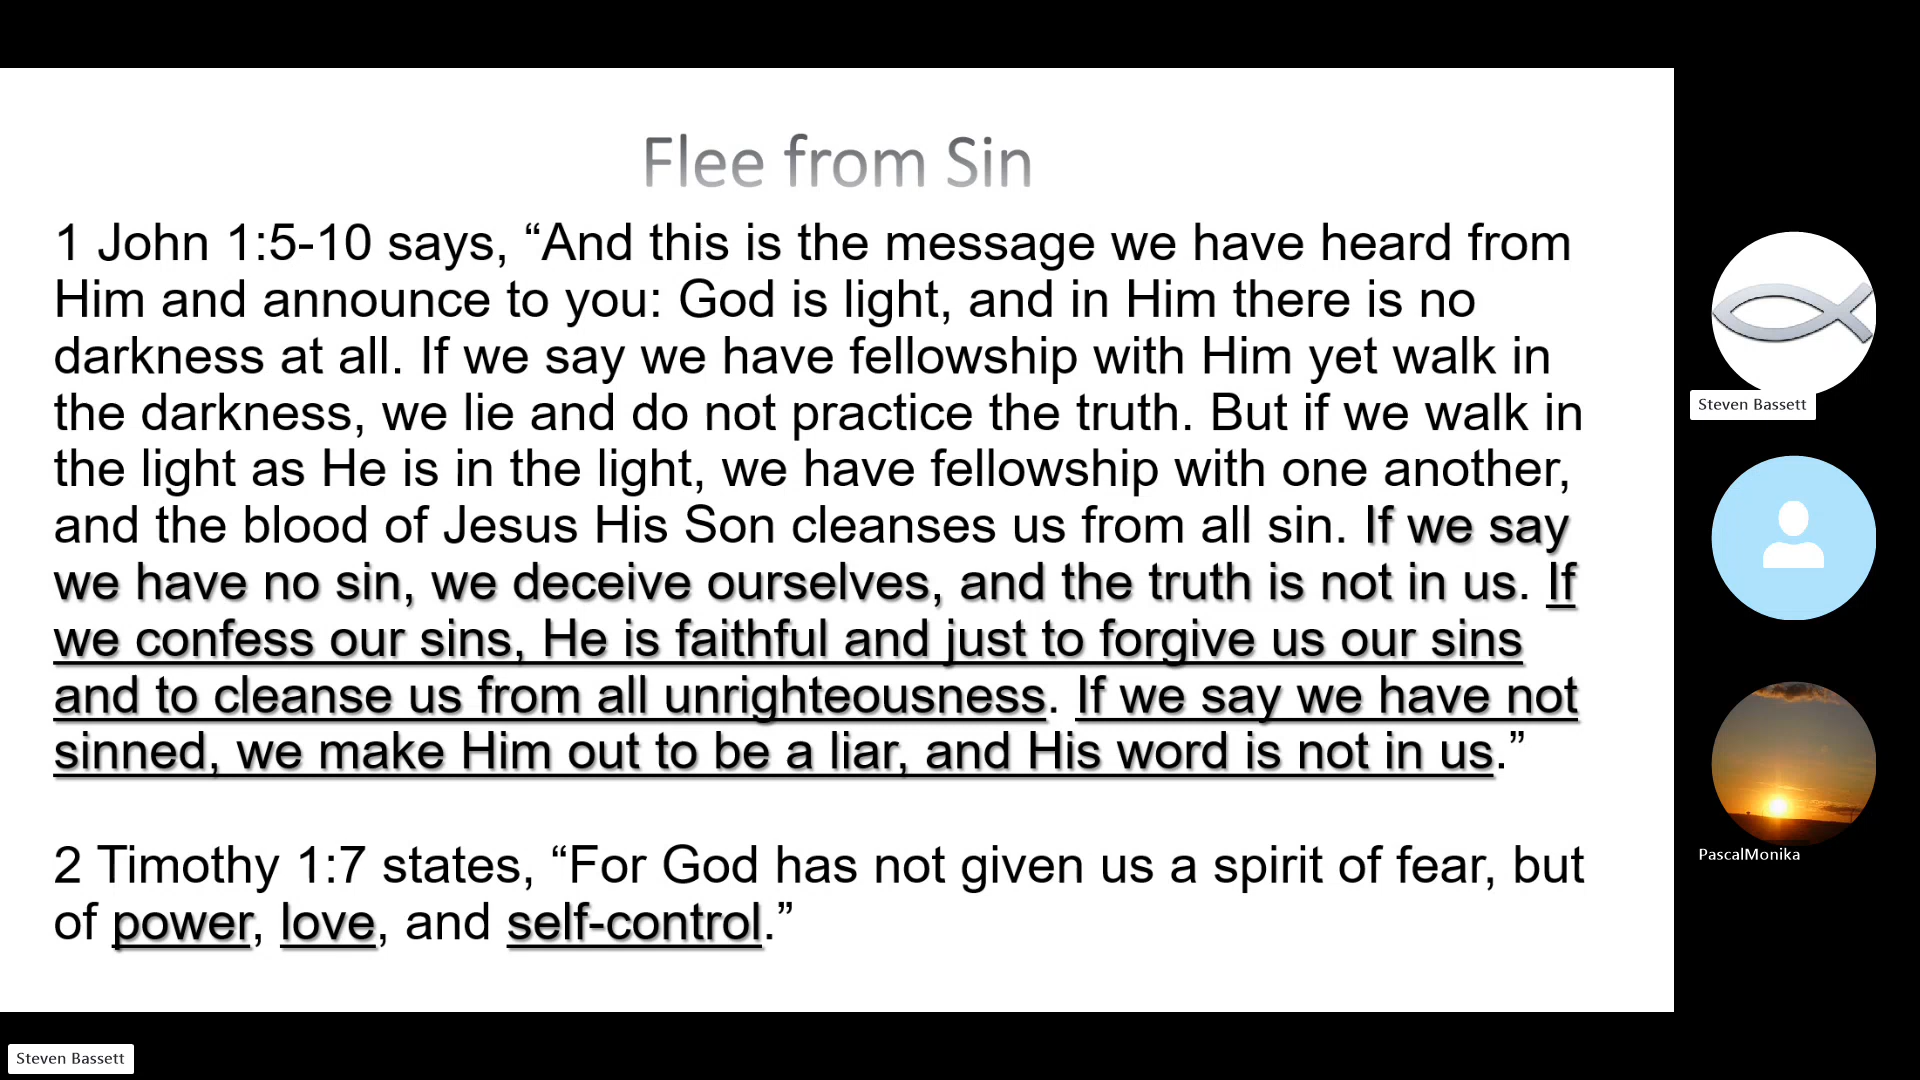 Flee from Sin
1 John 1:5-10 says, “And this is the message we have heard from
Him and announce to you: God is light, and in Him there is no
darkness at all. If we say we have fellowship with Him yet walk in
the darkness, we lie and do not practice the truth. But if we walk in
the light as He is in the light, we have fellowship with one another,
and the blood of Jesus His Son cleanses us from all sin. If we say
we have no sin, we deceive ourselves, and the truth is not in us. If
we confess our sins, He is faithful and just to forgive us our sins
and to cleanse us from all unrighteousness. If we say we have not
sinned, we make Him out to be a liar, and His word is not in us.”
2 Timothy 1:7 states, “For God has not given us a spirit of fear, but
of power, love, and self-control.”
Steven Bassett
PascalMonika
Steven Bassett